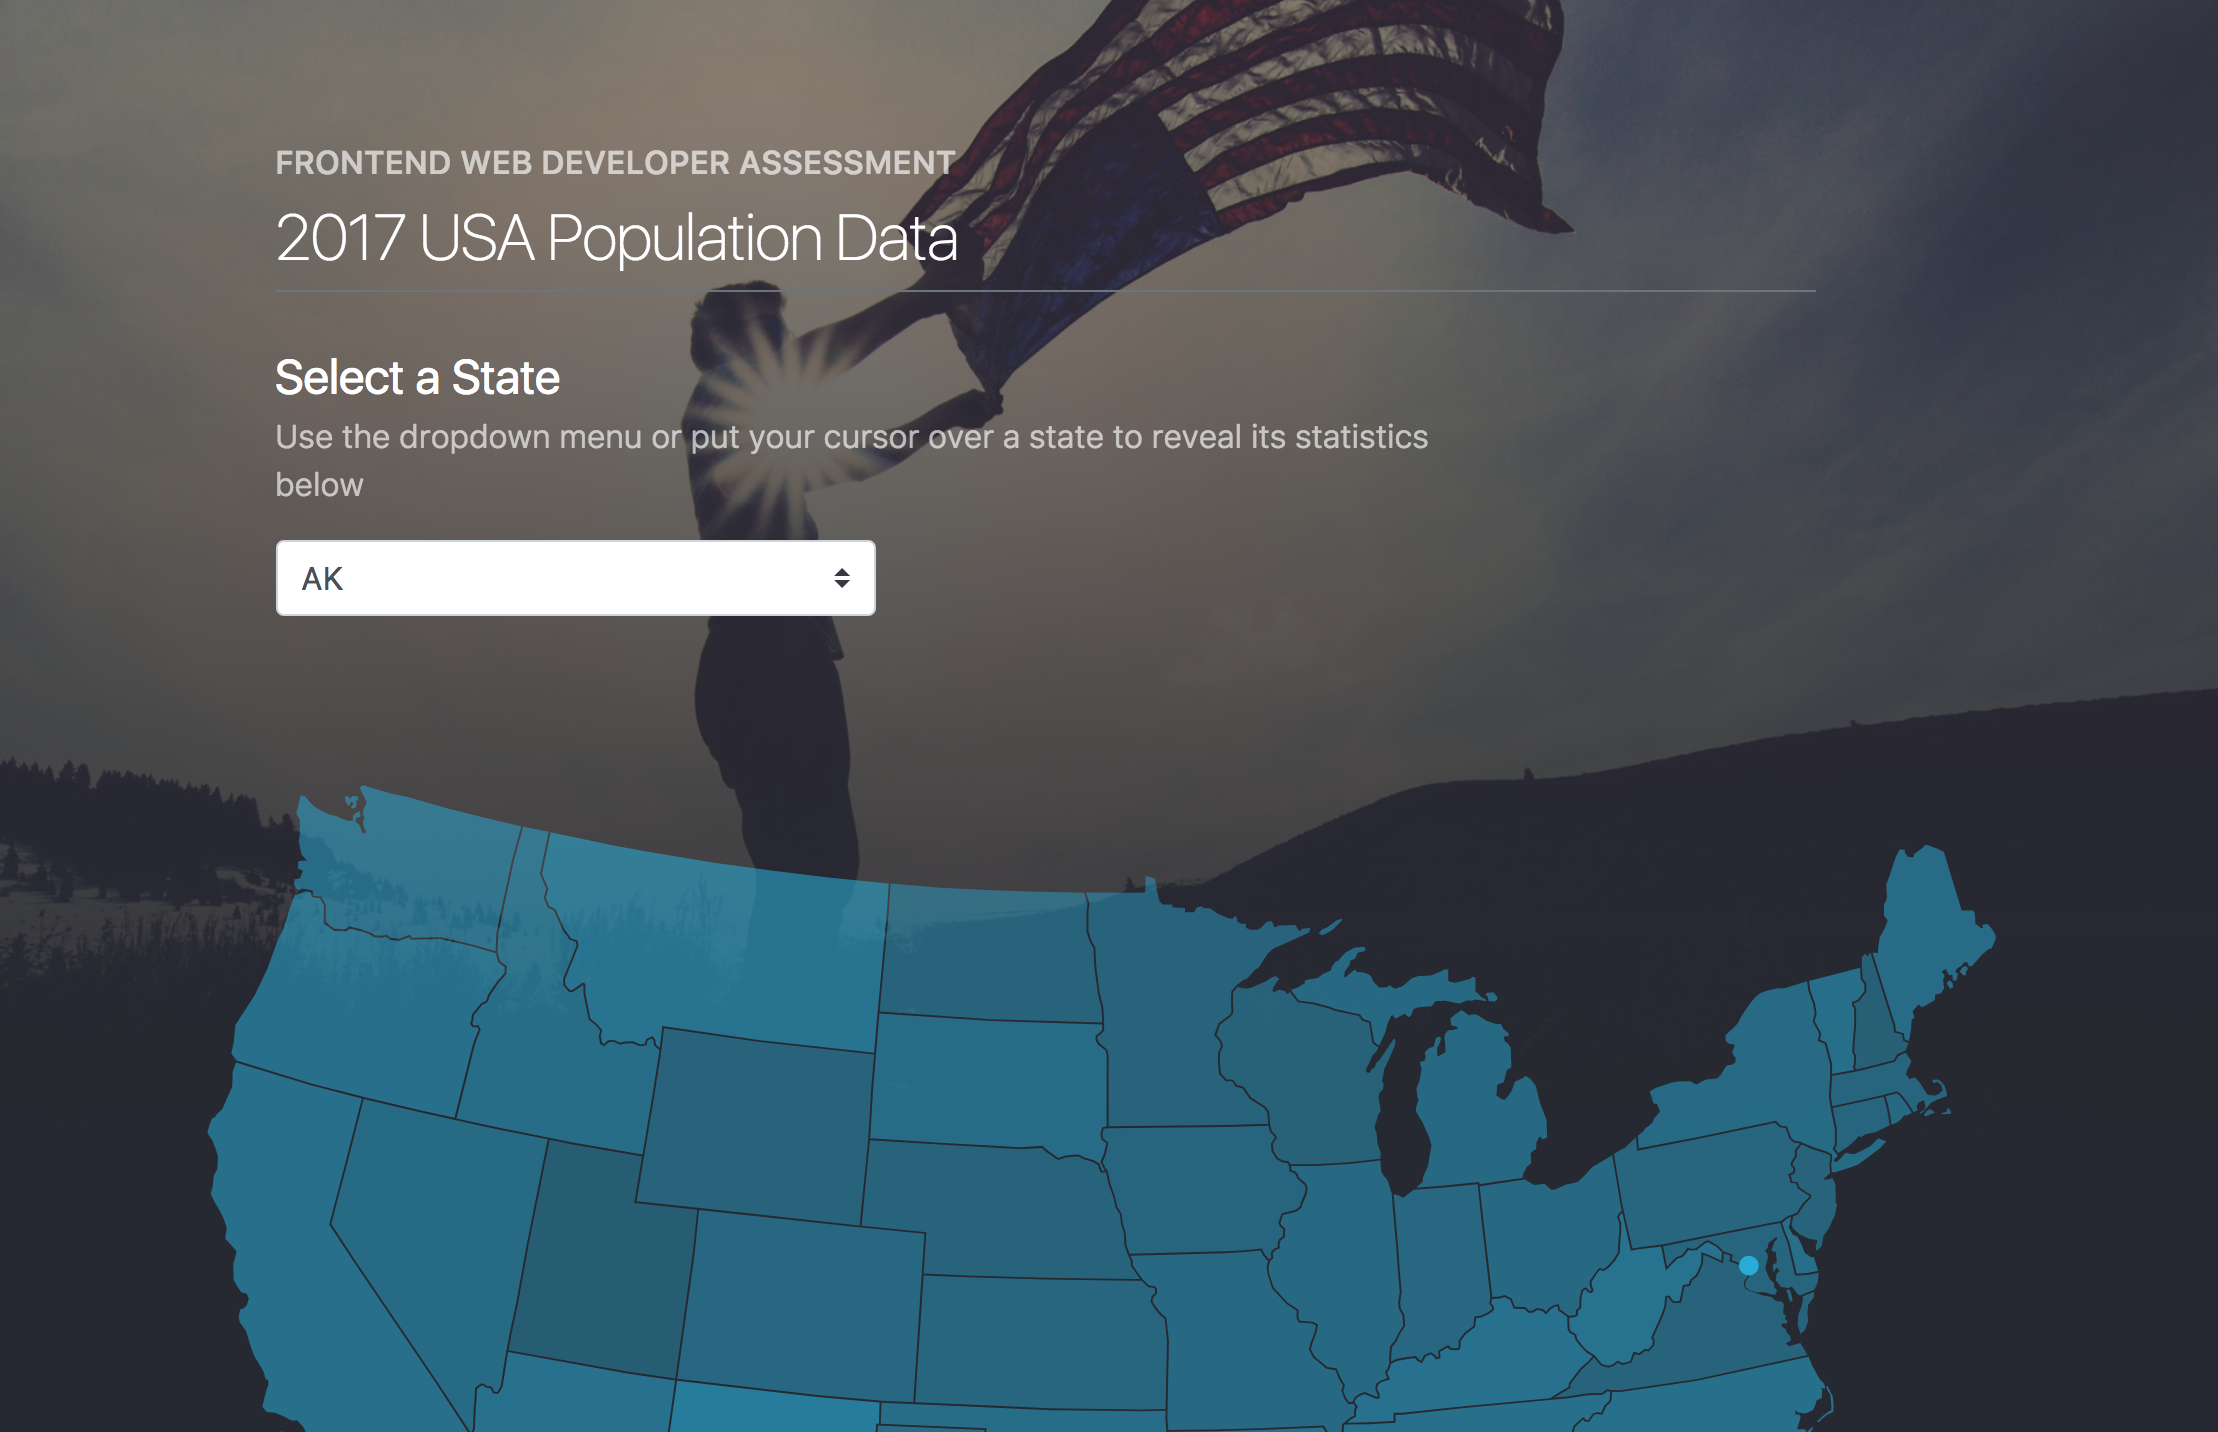 FRONTEND WEB DEVELOPER ASSESSMENT
2017 USA Population Data
Select a State
Use the dropdown menu or put your cursor over a state to reveal its statistics
below
AK